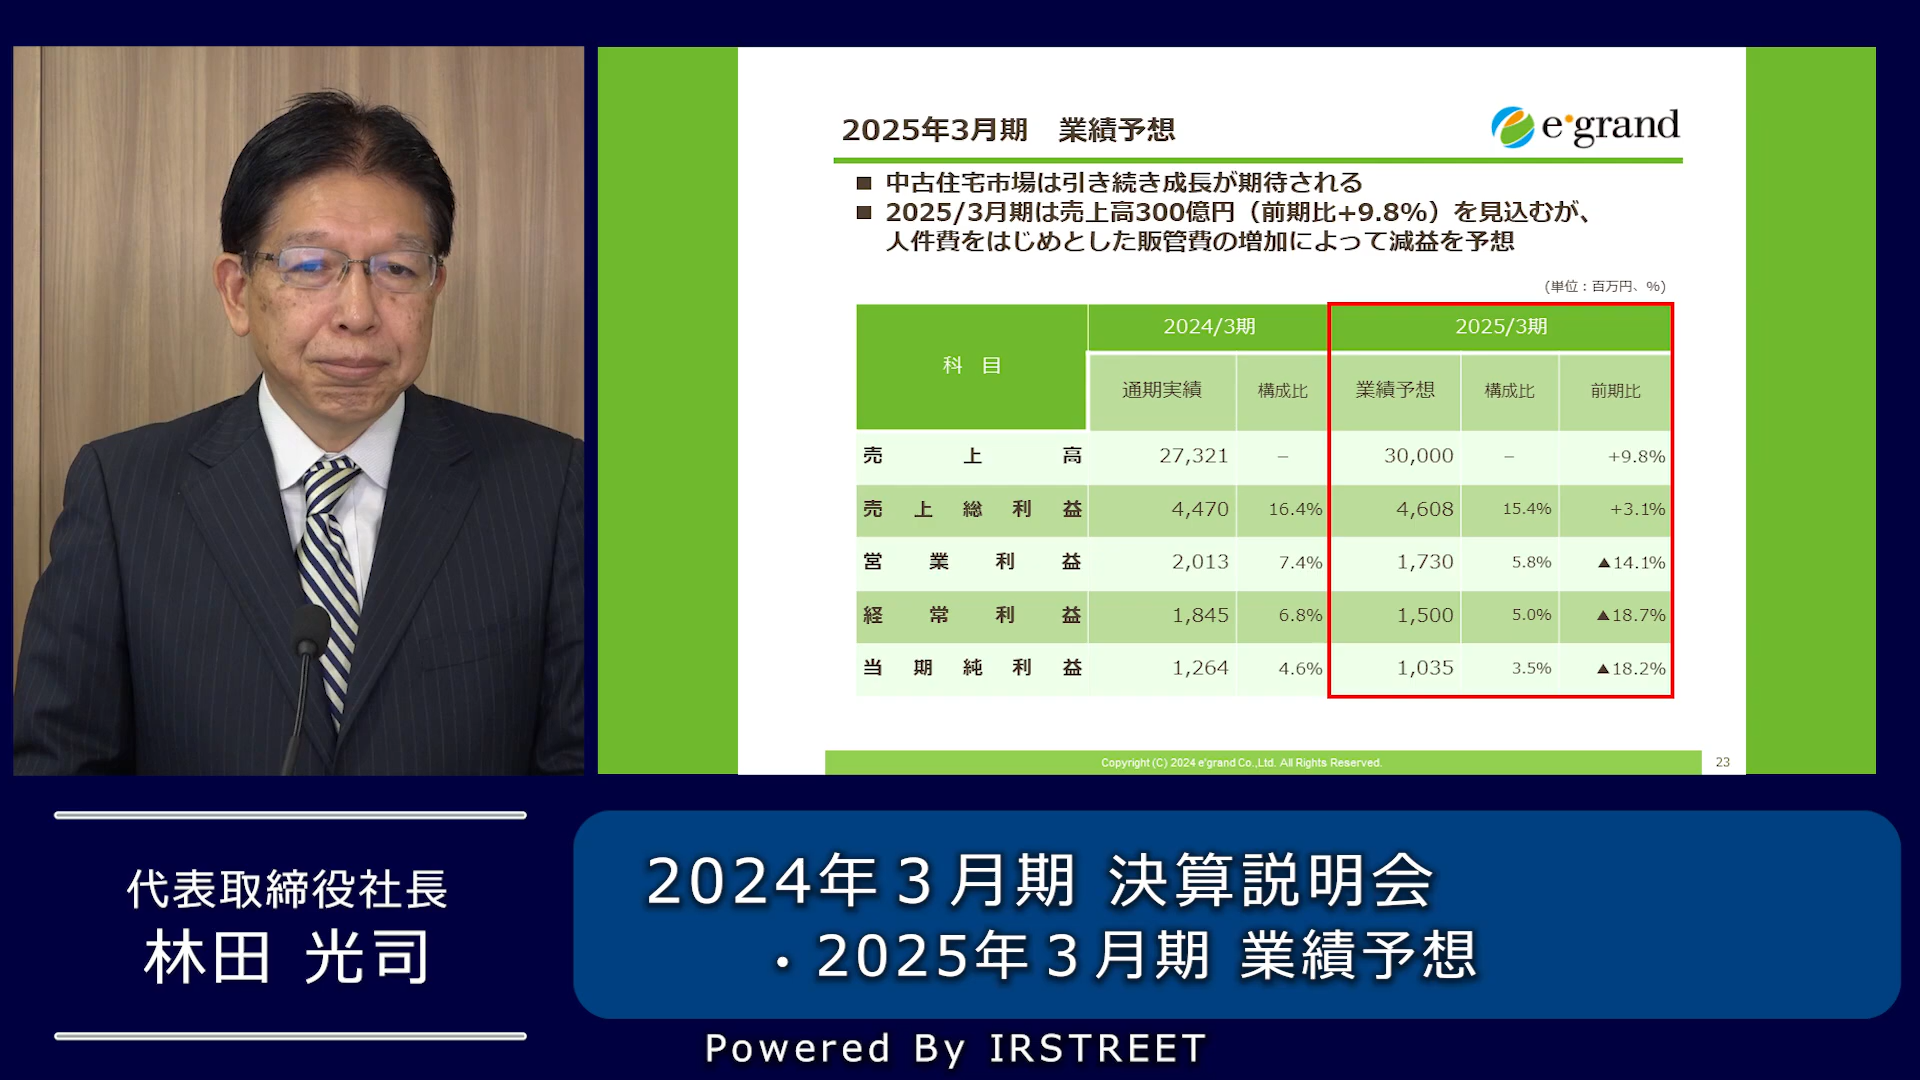 2025年3月期　業績予想
e'grand
■ 中古住宅市場は引き続き成長が期待される
■ 2025/3月期は売上高300億円（前期比+9.8%）を見込むが、
人件費をはじめとした販管費の増加によって減益を予想
(単位：百万円、%)
科 目 2024/3期 2025/3期
通期実績 構成比 業績予想 構成比 前期比
売上高 27,321 – 30,000 – +9.8%
売上総利益 4,470 16.4% 4,608 15.4% +3.1%
営業利益 2,013 7.4% 1,730 5.8% ▲14.1%
経常利益 1,845 6.8% 1,500 5.0% ▲18.7%
当期純利益 1,264 4.6% 1,035 3.5% ▲18.2%
Copyright (C) 2024 e'grand Co.,Ltd. All Rights Reserved.
23
代表取締役社長
林田 光司
2024年３月期 決算説明会
・2025年３月期 業績予想
Powered By IRSTREET